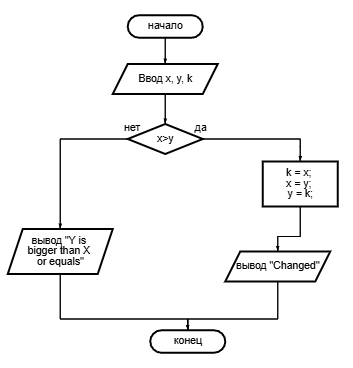 начало
Ввод x, y, k
нет
да
x>y
k = x;
x = y;
y = k;
вывод "Y is
bigger than X
or equals"
вывод "Changed"
конец